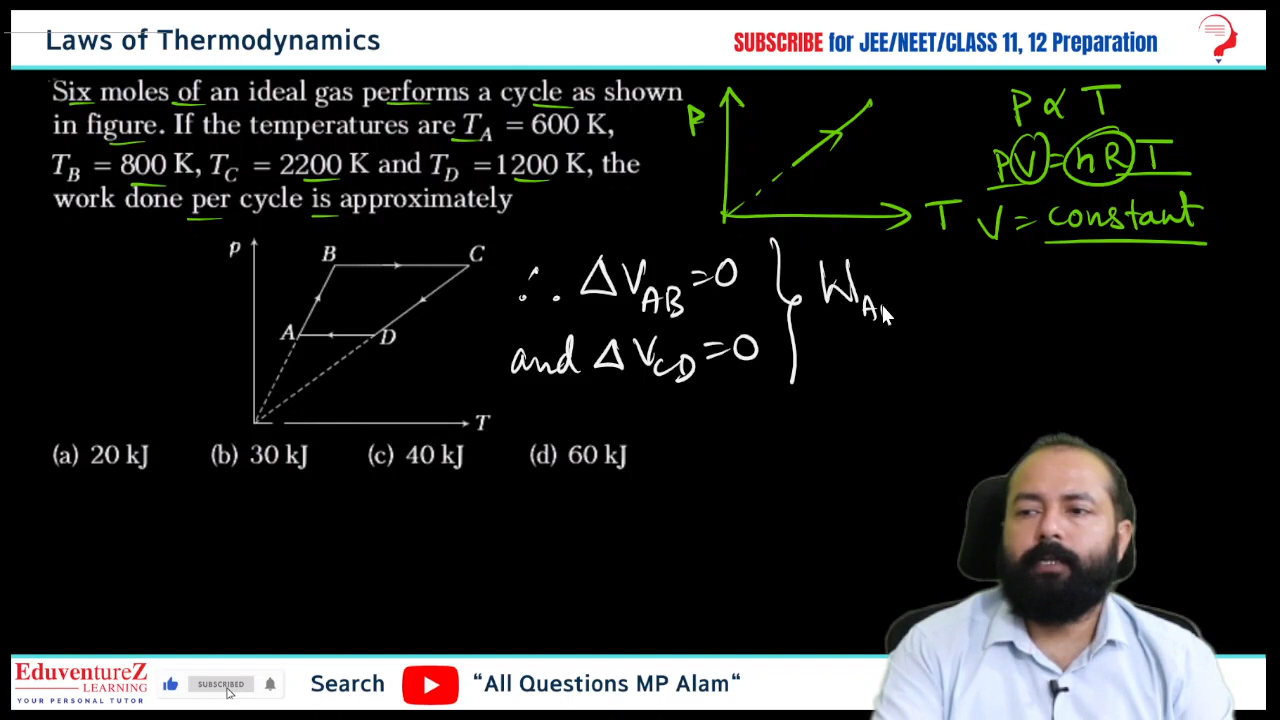 Laws of Thermodynamics
SUBSCRIBE for JEE/NEET/CLASS 11, 12 Preparation
Six moles of an ideal gas performs a cycle as shown
in figure. If the temperatures are T_A = 600 K,
T_B = 800 K, T_C = 2200 K and T_D =1200 K, the
work done per cycle is approximately
P
T
P ∝ T
PV = nRT
V = constant
p
B
C
A
D
T
∴ ΔV_AB = 0
and ΔV_CD = 0
W_A
(a) 20 kJ (b) 30 kJ (c) 40 kJ (d) 60 kJ
EduventureZ
LEARNING
YOUR PERSONAL TUTOR
SUBSCRIBED
Search "All Questions MP Alam"